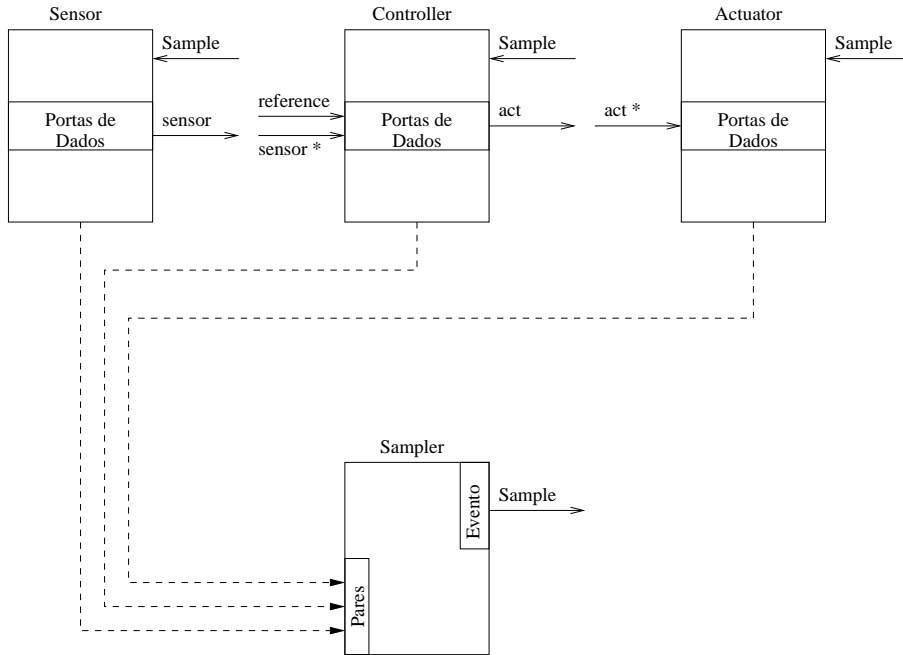 Sensor
Controller
Actuator
Sample
Sample
Sample
Portas de
Dados
sensor
reference
sensor *
Portas de
Dados
act
act *
Portas de
Dados
Sampler
Evento
Sample
Pares